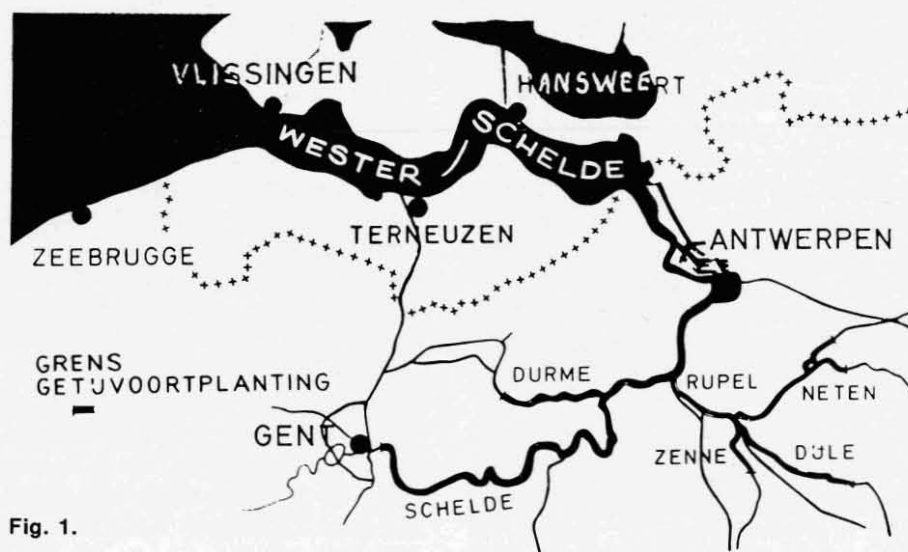 VLISSINGEN
HANSWEERT
WESTER
SCHELDE
ZEEBRUGGE
TERNEUZEN
ANTWERPEN
GRENS
GETIJVOORTPLANTING
DURME
RUPEL
NETEN
GENT
ZENNE
DIJLE
SCHELDE
Fig. 1.